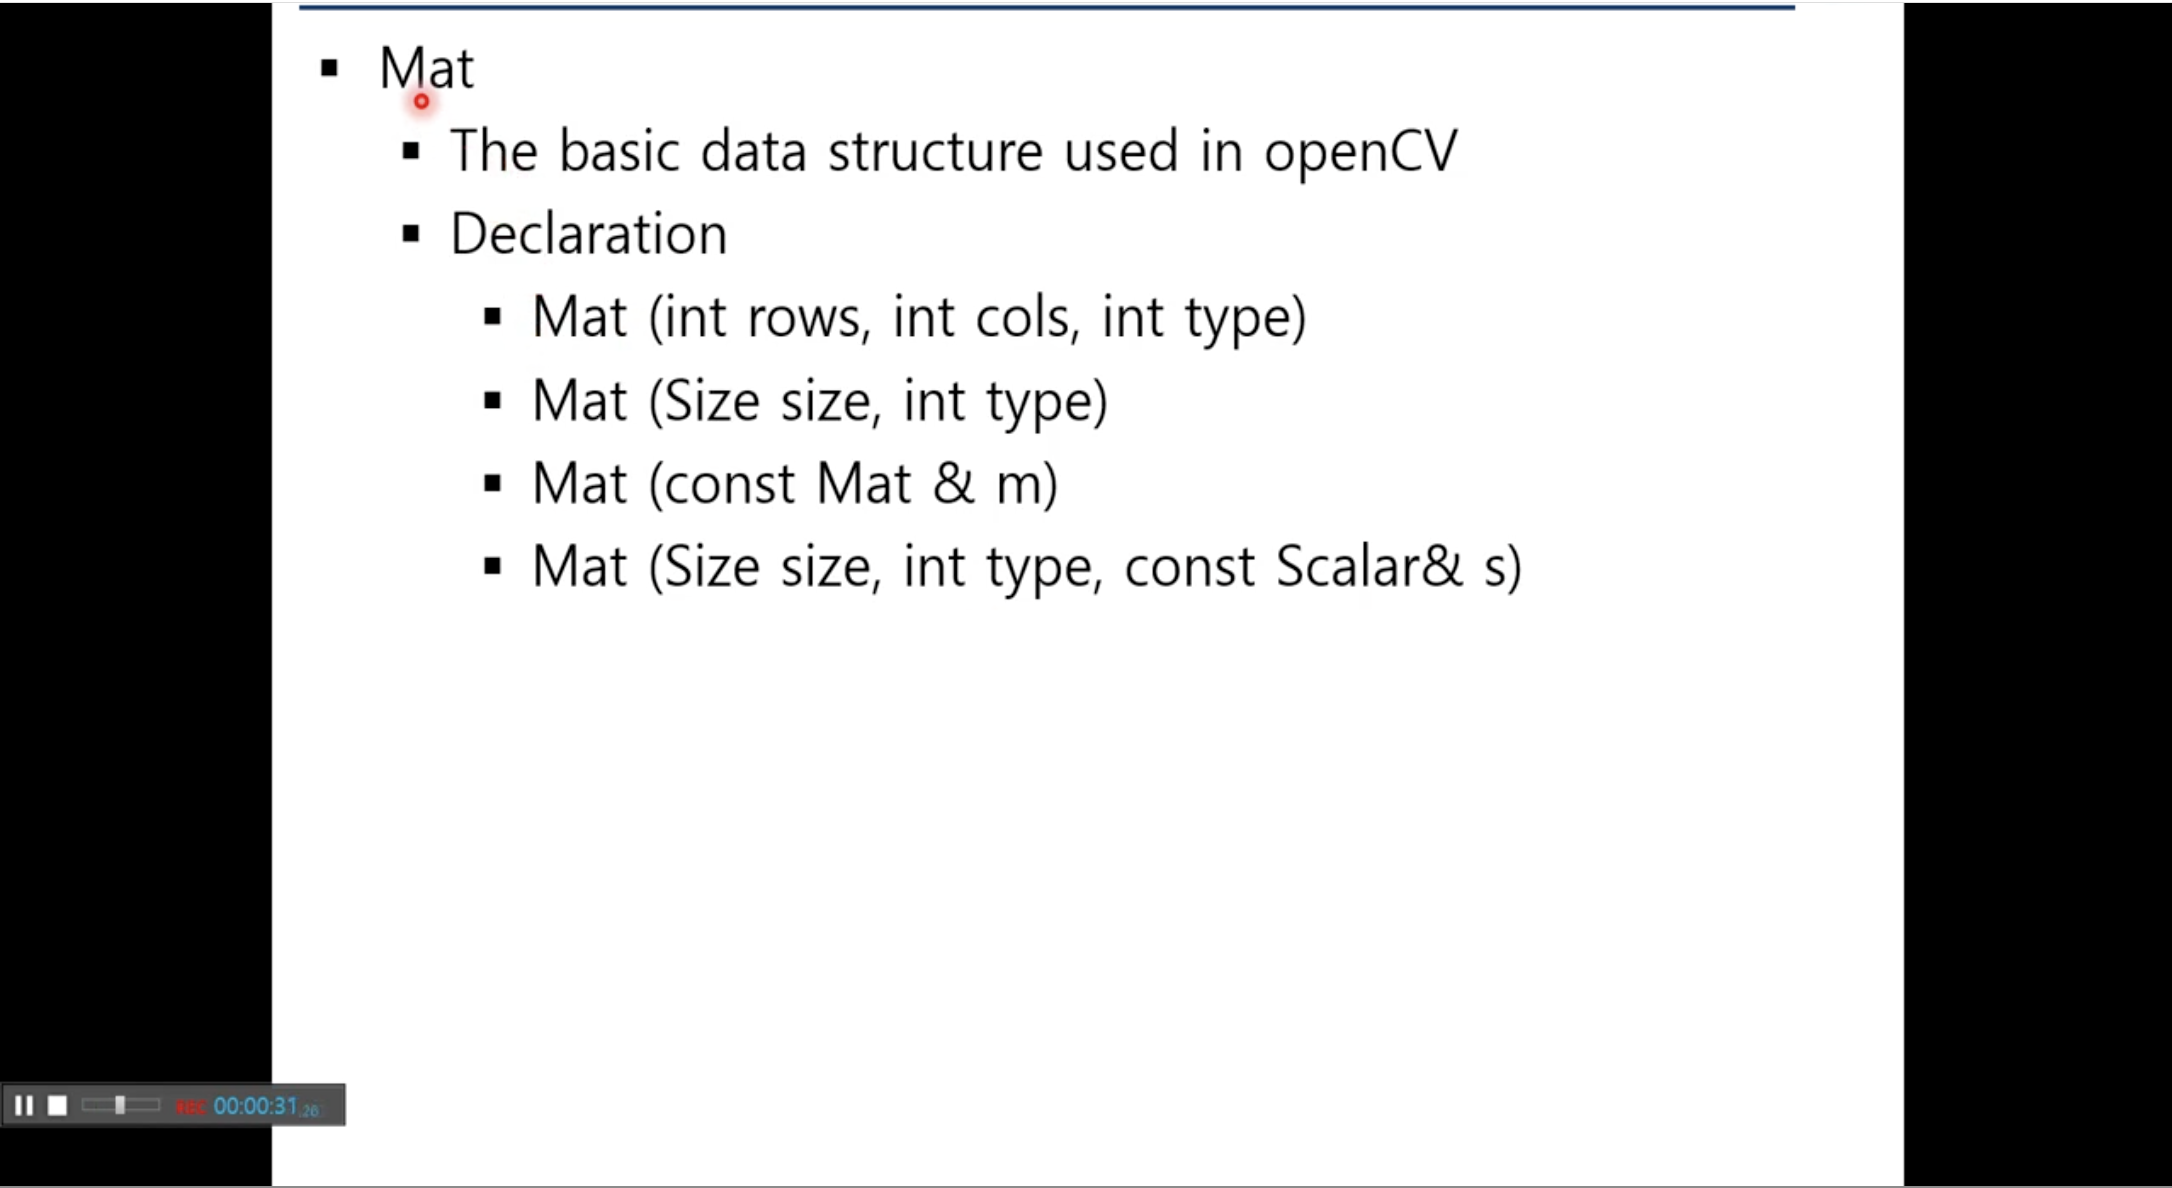 Mat
The basic data structure used in openCV
Declaration
Mat (int rows, int cols, int type)
Mat (Size size, int type)
Mat (const Mat & m)
Mat (Size size, int type, const Scalar& s)
REC 00:00:31.26